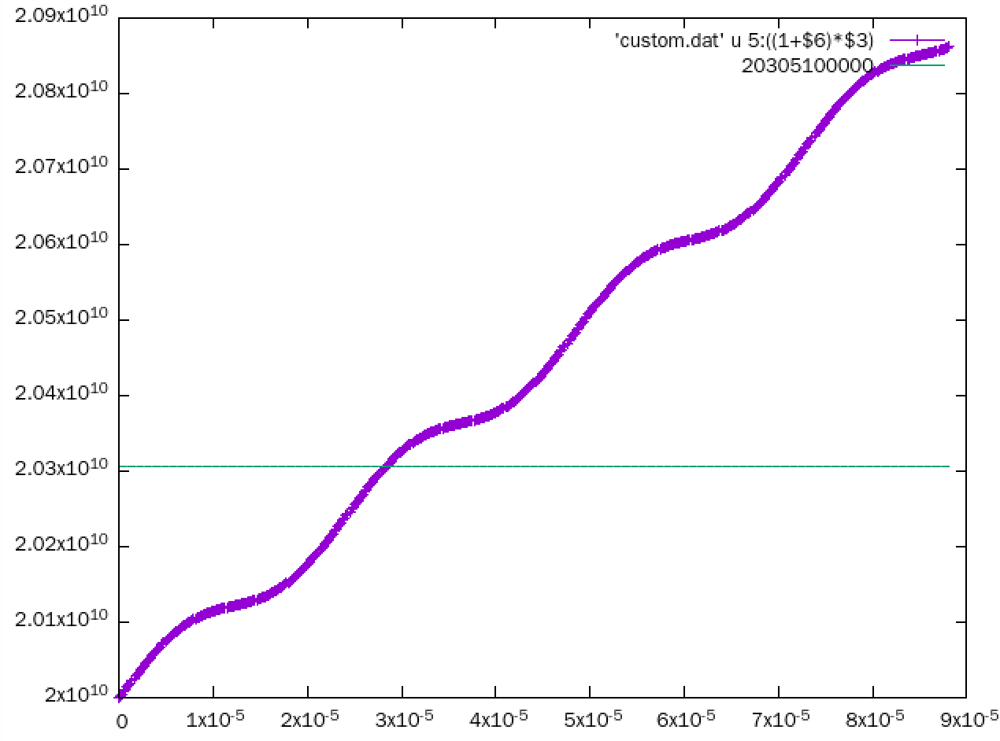 2.09x10^10
'custom.dat' u 5:((1+$6)*$3)
20305100000
2.08x10^10
2.07x10^10
2.06x10^10
2.05x10^10
2.04x10^10
2.03x10^10
2.02x10^10
2.01x10^10
2x10^10
0 1x10^-5 2x10^-5 3x10^-5 4x10^-5 5x10^-5 6x10^-5 7x10^-5 8x10^-5 9x10^-5